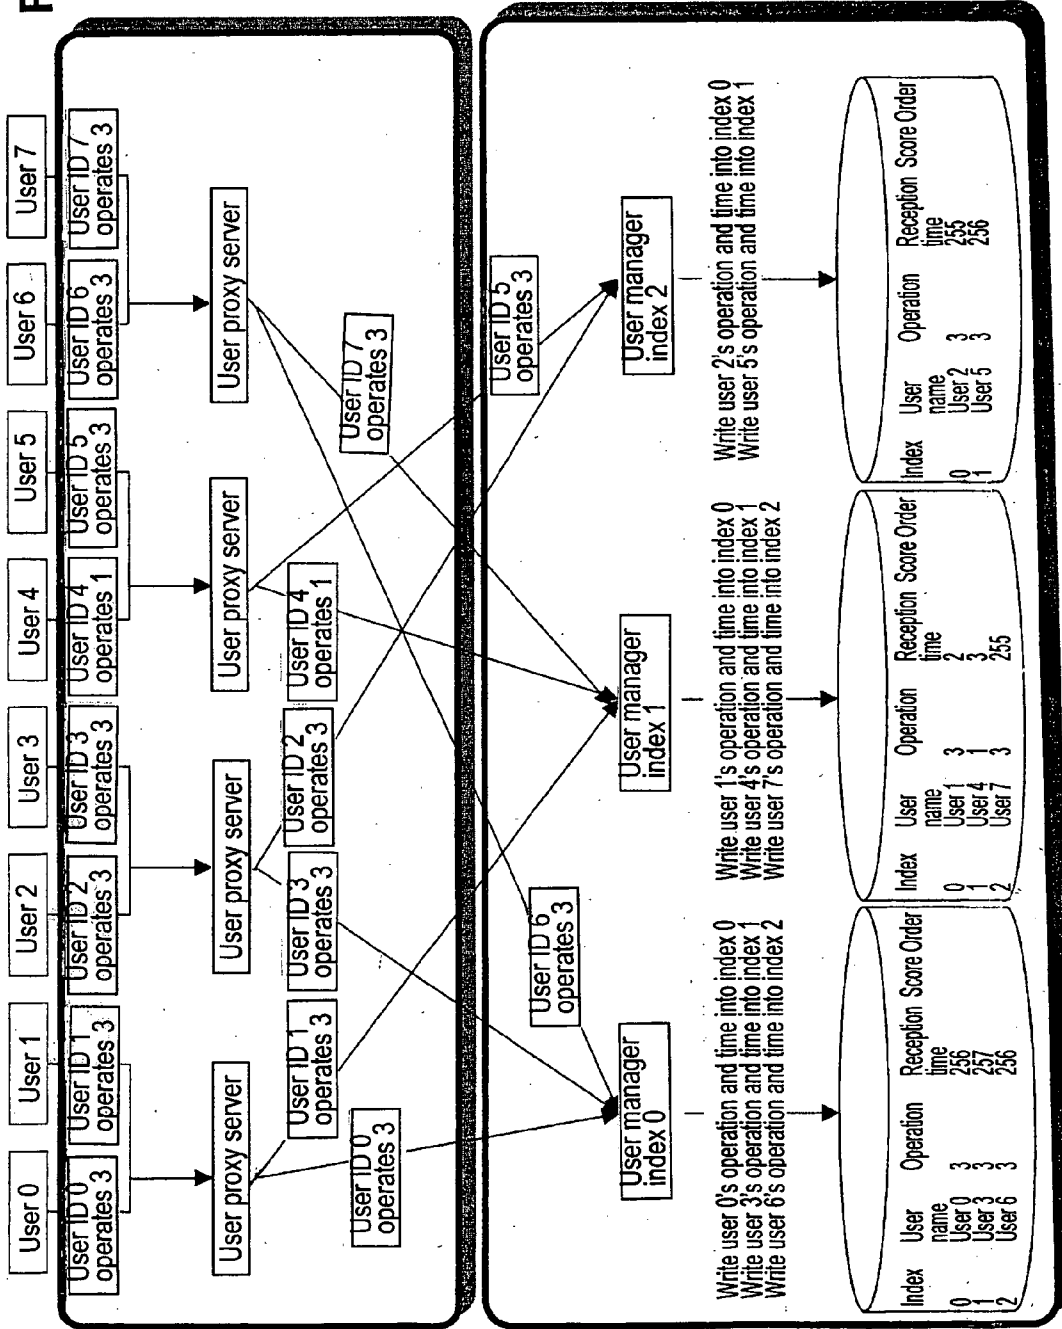 F
User 0
User 1
User 2
User 3
User 4
User 5
User 6
User 7
User ID 0
operates 3
User ID 1
operates 3
User ID 2
operates 3
User ID 3
operates 3
User ID 4
operates 1
User ID 5
operates 3
User ID 6
operates 3
User ID 7
operates 3
User proxy server
User proxy server
User proxy server
User proxy server
User ID 0
operates 3
User ID 1
operates 3
User ID 3
operates 3
User ID 2
operates 3
User ID 4
operates 1
User ID 7
operates 3
User ID 6
operates 3
User ID 5
operates 3
User manager
index 0
User manager
index 1
User manager
index 2
Write user 0's operation and time into index 0
Write user 3's operation and time into index 1
Write user 6's operation and time into index 2
Write user 1's operation and time into index 0
Write user 4's operation and time into index 1
Write user 7's operation and time into index 2
Write user 2's operation and time into index 0
Write user 5's operation and time into index 1
Index User name Operation Reception time Score Order
0 User 0 3 256
1 User 3 3 257
2 User 6 3 256
Index User name Operation Reception time Score Order
0 User 1 3 2
1 User 4 1 3
2 User 7 3 255
Index User name Operation Reception time Score Order
0 User 2 3 255
1 User 5 3 256